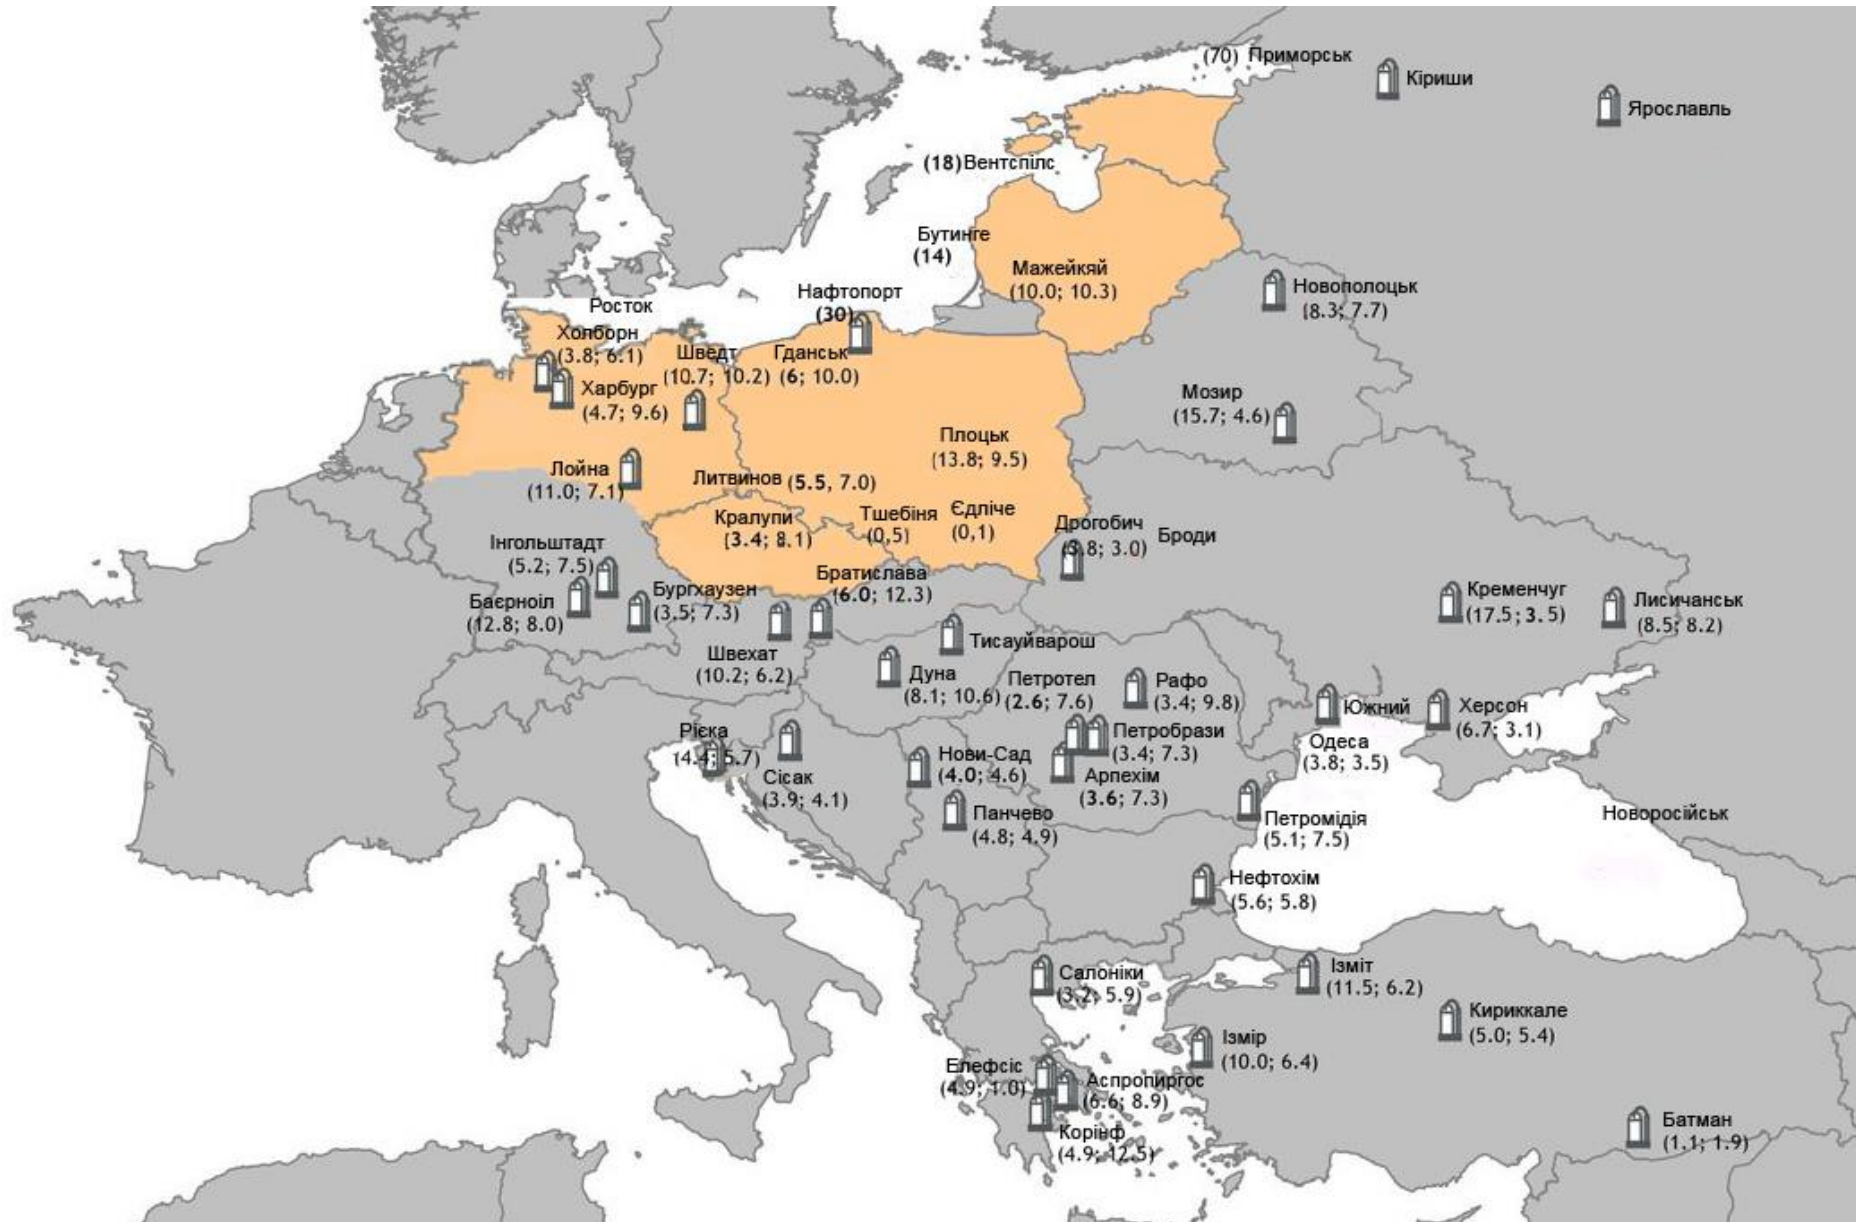 (70) Приморськ
Кіриши
Ярославль
(18) Вентспілс
Бутинге
(14)
Мажейкяй
(10.0; 10.3)
Новополоцьк
(8.3; 7.7)
Нафтопорт
(30)
Росток
Холборн
(3.8; 6.1)
Шведт
(10.7; 10.2)
Гданськ
(6; 10.0)
Харбург
(4.7; 9.6)
Мозир
(15.7; 4.6)
Плоцьк
(13.8; 9.5)
Лойна
(11.0; 7.1)
Литвинов (5.5, 7.0)
Кралупи
(3.4; 8.1)
Тшебіня
(0,5)
Єдліче
(0,1)
Дрогобич
(3.8; 3.0)
Броди
Інгольштадт
(5.2; 7.5)
Братислава
(6.0; 12.3)
Бургхаузен
(3.5; 7.3)
Баєрноіл
(12.8; 8.0)
Кременчуг
(17.5; 3.5)
Лисичанськ
(8.5; 8.2)
Швехат
(10.2; 6.2)
Тисауйварош
Дуна
(8.1; 10.6)
Петротел
(2.6; 7.6)
Рафо
(3.4; 9.8)
Южний
Херсон
(6.7; 3.1)
Рієка
(4.4; 5.7)
Сісак
(3.9; 4.1)
Нови-Сад
(4.0; 4.6)
Петробрази
(3.4; 7.3)
Арпехім
(3.6; 7.3)
Одеса
(3.8; 3.5)
Панчево
(4.8; 4.9)
Петромідія
(5.1; 7.5)
Новоросійськ
Нефтохім
(5.6; 5.8)
Салоніки
(3.2; 5.9)
Ізміт
(11.5; 6.2)
Кириккале
(5.0; 5.4)
Ізмір
(10.0; 6.4)
Елефсіс
(4.9; 1.0)
Аспропиргос
(6.6; 8.9)
Корінф
(4.9; 12.5)
Батман
(1.1; 1.9)